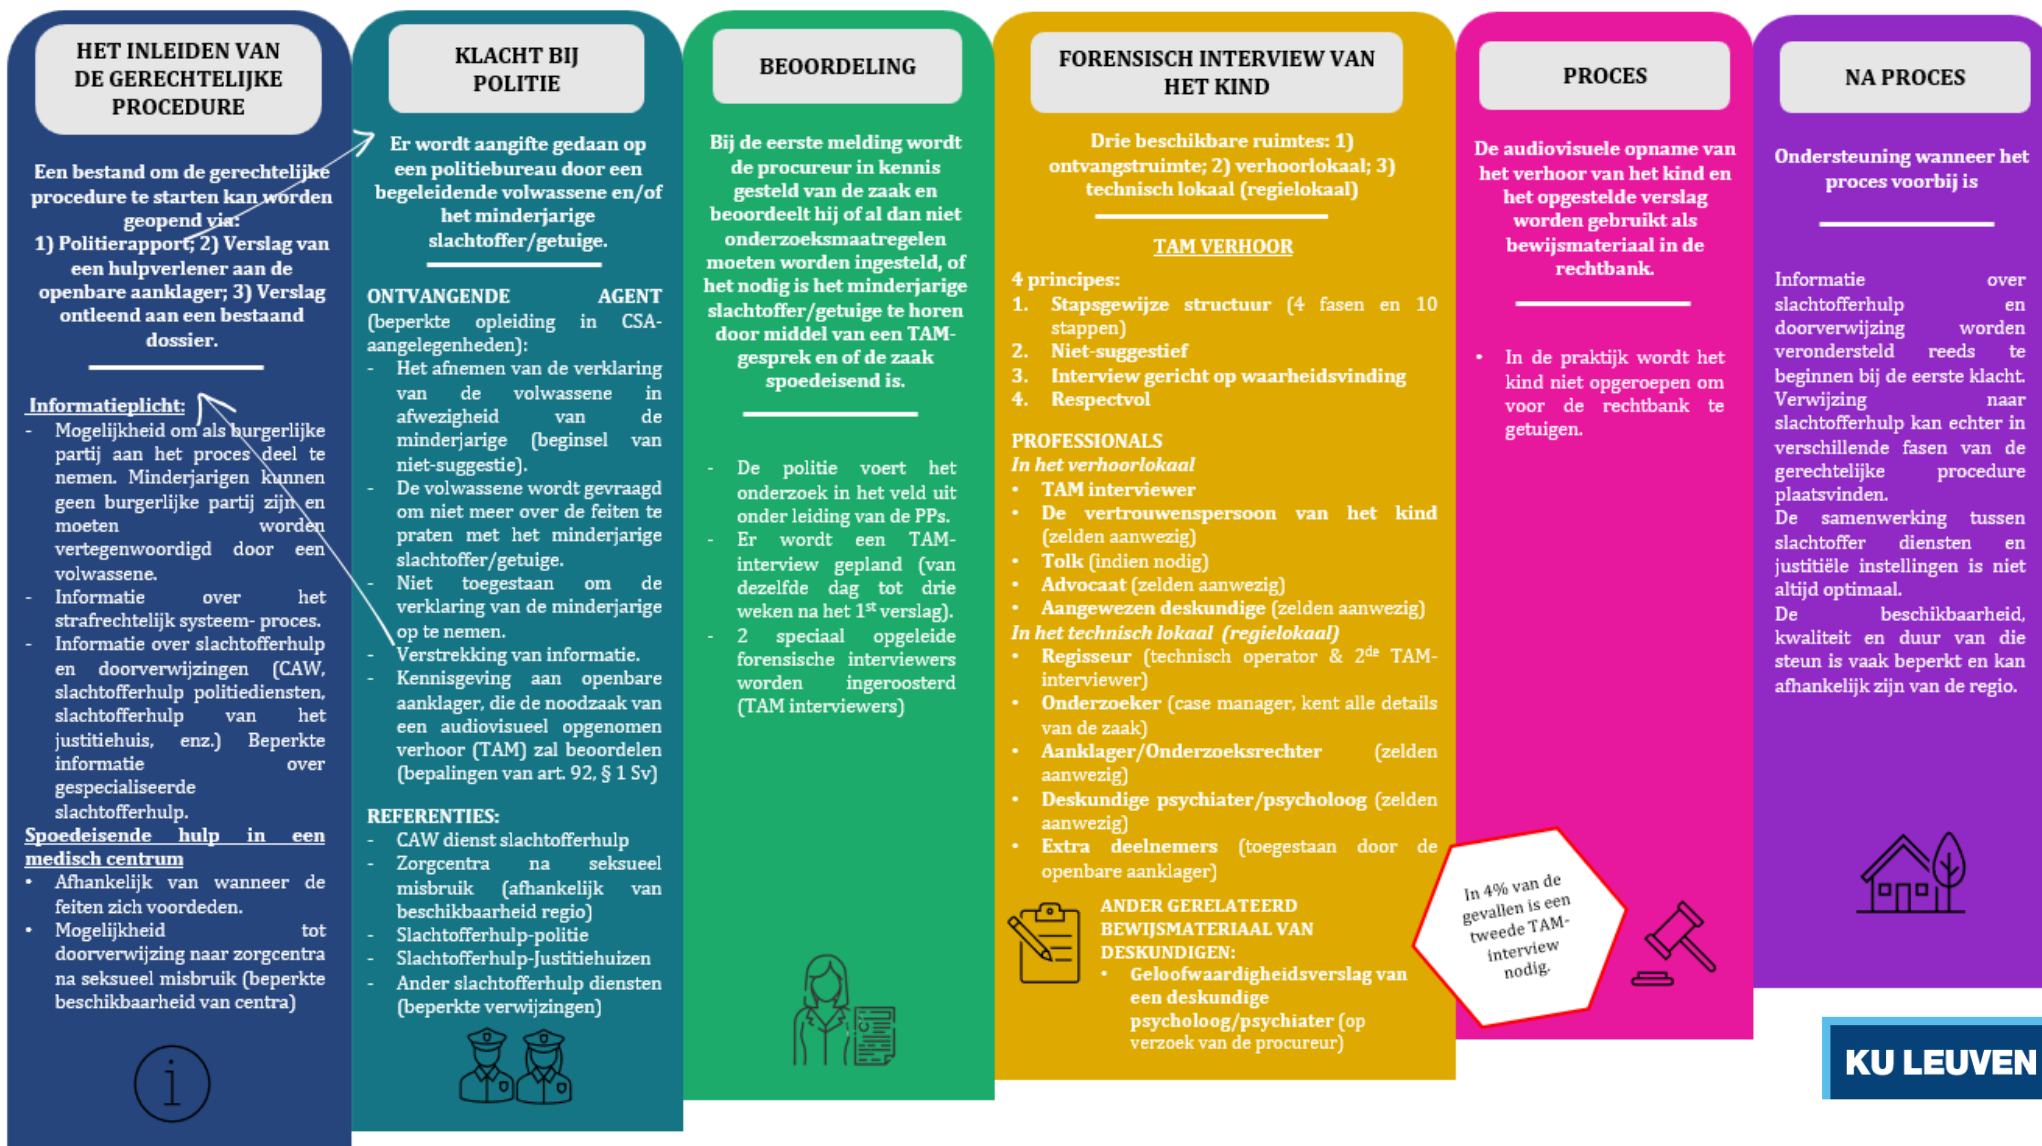 HET INLEIDEN VAN
DE GERECHTELIJKE
PROCEDURE
Een bestand om de gerechtelijke
procedure te starten kan worden
geopend via:
1) Politierapport; 2) Verslag van
een hulpverlener aan de
openbare aanklager; 3) Verslag
ontleend aan een bestaand
dossier.
Informatieplicht:
- Mogelijkheid om als burgerlijke
partij aan het proces deel te
nemen. Minderjarigen kunnen
geen burgerlijke partij zijn en
moeten worden
vertegenwoordigd door een
volwassene.
- Informatie over het
strafrechtelijk systeem- proces.
- Informatie over slachtofferhulp
en doorverwijzingen (CAW,
slachtofferhulp politiediensten,
slachtofferhulp van het
justitiehuis, enz.) Beperkte
informatie over
gespecialiseerde
slachtofferhulp.
Spoedeisende hulp in een
medisch centrum
• Afhankelijk van wanneer de
feiten zich voordeden.
• Mogelijkheid tot
doorverwijzing naar zorgcentra
na seksueel misbruik (beperkte
beschikbaarheid van centra)
i
KLACHT BIJ
POLITIE
Er wordt aangifte gedaan op
een politiebureau door een
begeleidende volwassene en/of
het minderjarige
slachtoffer/getuige.
ONTVANGENDE AGENT
(beperkte opleiding in CSA-
aangelegenheden):
- Het afnemen van de verklaring
van de volwassene in
afwezigheid van de
minderjarige (beginsel van
niet-suggestie).
- De volwassene wordt gevraagd
om niet meer over de feiten te
praten met het minderjarige
slachtoffer/getuige.
- Niet toegestaan om de
verklaring van de minderjarige
op te nemen.
- Verstrekking van informatie.
- Kennisgeving aan openbare
aanklager, die de noodzaak van
een audiovisueel opgenomen
verhoor (TAM) zal beoordelen
(bepalingen van art. 92, § 1 Sv)
REFERENTIES:
- CAW dienst slachtofferhulp
- Zorgcentra na seksueel
misbruik (afhankelijk van
beschikbaarheid regio)
- Slachtofferhulp-politie
- Slachtofferhulp-Justitiehuizen
- Ander slachtofferhulp diensten
(beperkte verwijzingen)
BEOORDELING
Bij de eerste melding wordt
de procureur in kennis
gesteld van de zaak en
beoordeelt hij of al dan niet
onderzoeksmaatregelen
moeten worden ingesteld, of
het nodig is het minderjarige
slachtoffer/getuige te horen
door middel van een TAM-
gesprek en of de zaak
spoedeisend is.
- De politie voert het
onderzoek in het veld uit
onder leiding van de PPs.
- Er wordt een TAM-
interview gepland (van
dezelfde dag tot drie
weken na het 1st verslag).
- 2 speciaal opgeleide
forensische interviewers
worden ingeroosterd
(TAM interviewers)
FORENSISCH INTERVIEW VAN
HET KIND
Drie beschikbare ruimtes: 1)
ontvangstruimte; 2) verhoorlokaal; 3)
technisch lokaal (regielokaal)
TAM VERHOOR
4 principes:
1. Stapsgewijze structuur (4 fasen en 10
stappen)
2. Niet-suggestief
3. Interview gericht op waarheidsvinding
4. Respectvol
PROFESSIONALS
In het verhoorlokaal
• TAM interviewer
• De vertrouwenspersoon van het kind
(zelden aanwezig)
• Tolk (indien nodig)
• Advocaat (zelden aanwezig)
• Aangewezen deskundige (zelden aanwezig)
In het technisch lokaal (regielokaal)
• Regisseur (technisch operator & 2de TAM-
interviewer)
• Onderzoeker (case manager, kent alle details
van de zaak)
• Aanklager/Onderzoeksrechter (zelden
aanwezig)
• Deskundige psychiater/psycholoog (zelden
aanwezig)
• Extra deelnemers (toegestaan door de
openbare aanklager)
ANDER GERELATEERD
BEWIJSMATERIAAL VAN
DESKUNDIGEN:
• Geloofwaardigheidsverslag van
een deskundige
psycholoog/psychiater (op
verzoek van de procureur)
PROCES
De audiovisuele opname van
het verhoor van het kind en
het opgestelde verslag
worden gebruikt als
bewijsmateriaal in de
rechtbank.
• In de praktijk wordt het
kind niet opgeroepen om
voor de rechtbank te
getuigen.
In 4% van de
gevallen is een
tweede TAM-
interview
nodig.
NA PROCES
Ondersteuning wanneer het
proces voorbij is
Informatie over
slachtofferhulp en
doorverwijzing worden
verondersteld reeds te
beginnen bij de eerste klacht.
Verwijzing naar
slachtofferhulp kan echter in
verschillende fasen van de
gerechtelijke procedure
plaatsvinden.
De samenwerking tussen
slachtoffer diensten en
justitiële instellingen is niet
altijd optimaal.
De beschikbaarheid,
kwaliteit en duur van die
steun is vaak beperkt en kan
afhankelijk zijn van de regio.
KU LEUVEN